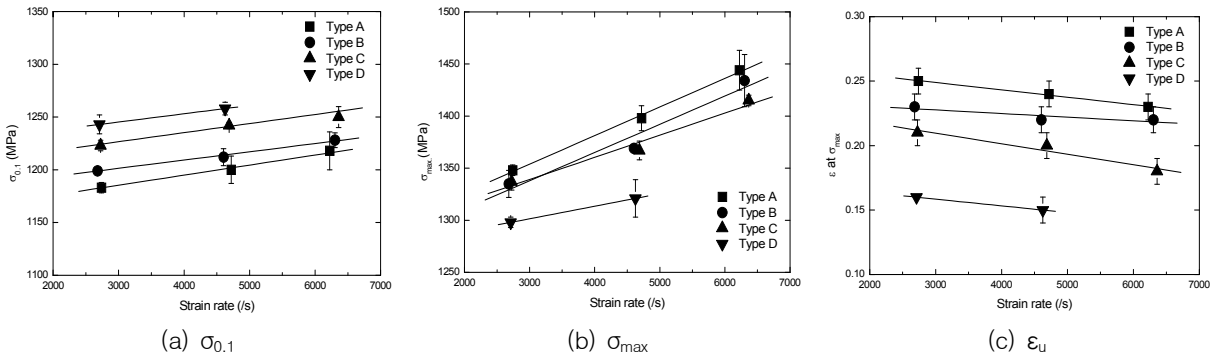 1350
1300
1250
1200
1150
1100
σ0.1 (MPa)
2000 3000 4000 5000 6000 7000
Strain rate (/s)
Type A
Type B
Type C
Type D
(a) σ0.1
1500
1450
1400
1350
1300
1250
σmax (MPa)
2000 3000 4000 5000 6000 7000
Strain rate (/s)
Type A
Type B
Type C
Type D
(b) σmax
0.30
0.25
0.20
0.15
0.10
ε at σmax
2000 3000 4000 5000 6000 7000
Strain rate (/s)
Type A
Type B
Type C
Type D
(c) εu